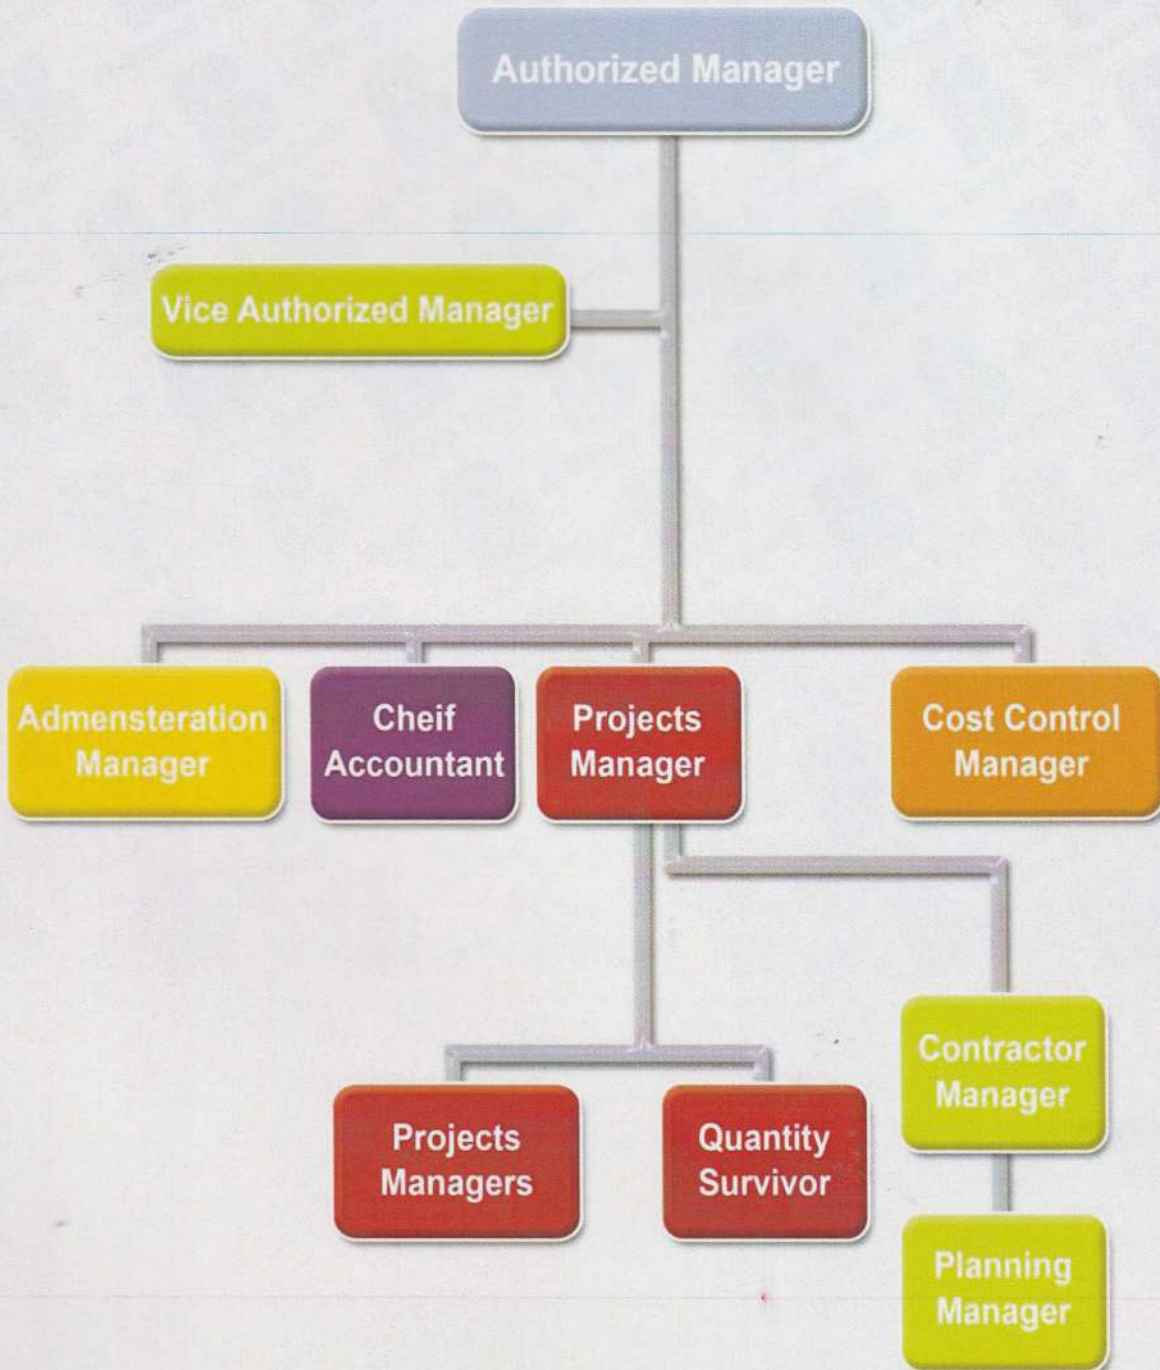 Authorized Manager
Vice Authorized Manager
Admensteration
Manager
Cheif
Accountant
Projects
Manager
Cost Control
Manager
Contractor
Manager
Projects
Managers
Quantity
Survivor
Planning
Manager